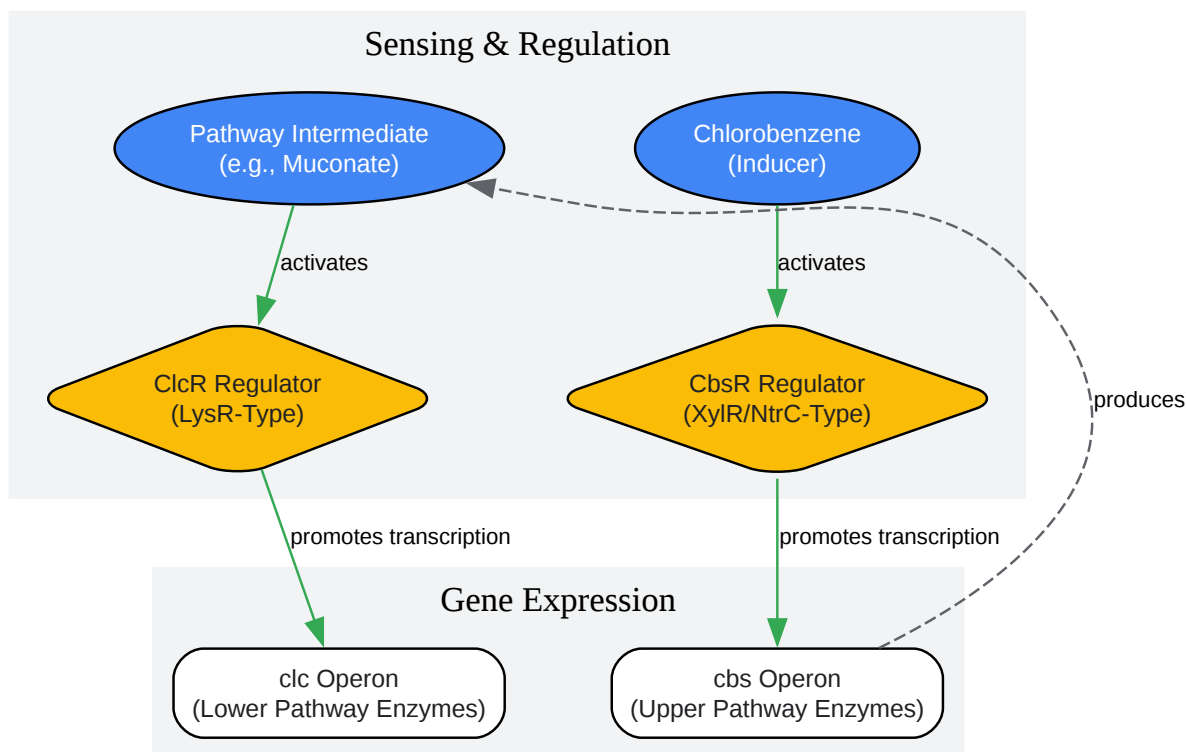 Sensing & Regulation
Pathway Intermediate
(e.g., Muconate)
Chlorobenzene
(Inducer)
activates
activates
ClcR Regulator
(LysR-Type)
CbsR Regulator
(XylR/NtrC-Type)
produces
promotes transcription
promotes transcription
Gene Expression
clc Operon
(Lower Pathway Enzymes)
cbs Operon
(Upper Pathway Enzymes)